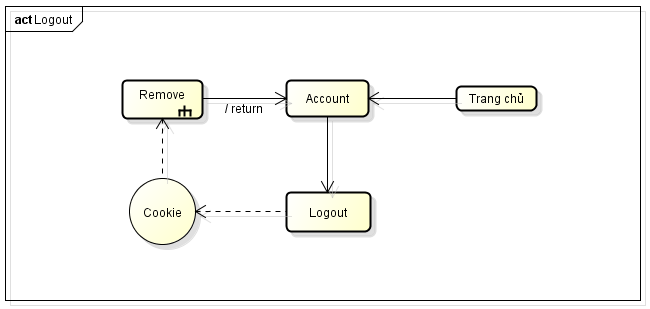 act Logout
Remove
/ return
Account
Trang chủ
Cookie
Logout